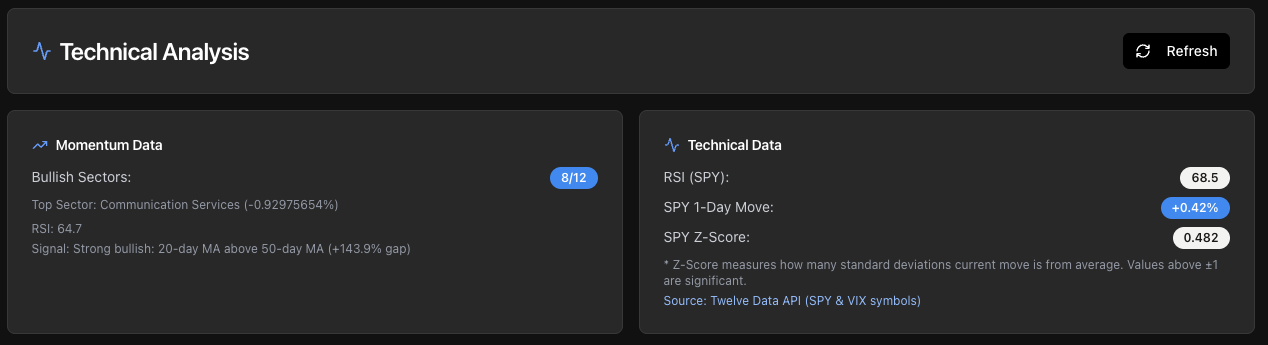 Technical Analysis
Refresh
Momentum Data
Bullish Sectors:
8/12
Top Sector: Communication Services (-0.92975654%)
RSI: 64.7
Signal: Strong bullish: 20-day MA above 50-day MA (+143.9% gap)
Technical Data
RSI (SPY):
68.5
SPY 1-Day Move:
+0.42%
SPY Z-Score:
0.482
* Z-Score measures how many standard deviations current move is from average. Values above ±1
are significant.
Source: Twelve Data API (SPY & VIX symbols)